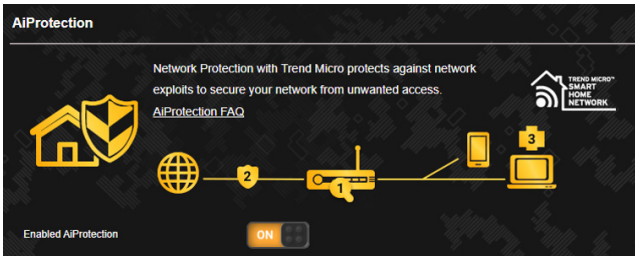 AiProtection
Network Protection with Trend Micro protects against network
exploits to secure your network from unwanted access.
AiProtection FAQ
TREND MICRO™
SMART
HOME
NETWORK
3
2
1
Enabled AiProtection
ON